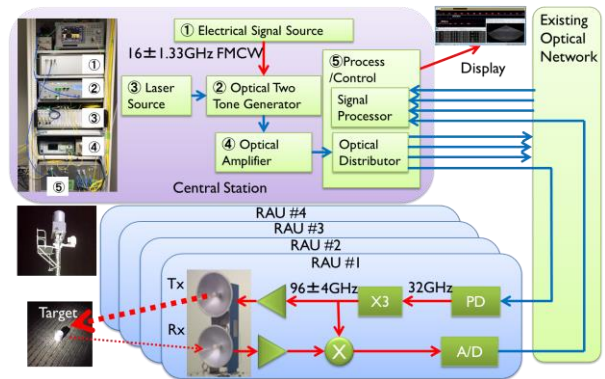 ① Electrical Signal Source
16±1.33GHz FMCW
③ Laser
Source
② Optical Two
Tone Generator
④ Optical
Amplifier
⑤ Process
/Control
Signal
Processor
Optical
Distributor
Central Station
①
②
③
④
⑤
Display
Existing
Optical
Network
RAU #4
RAU #3
RAU #2
RAU #1
Tx
Rx
Target
96±4GHz
X3
32GHz
PD
X
A/D